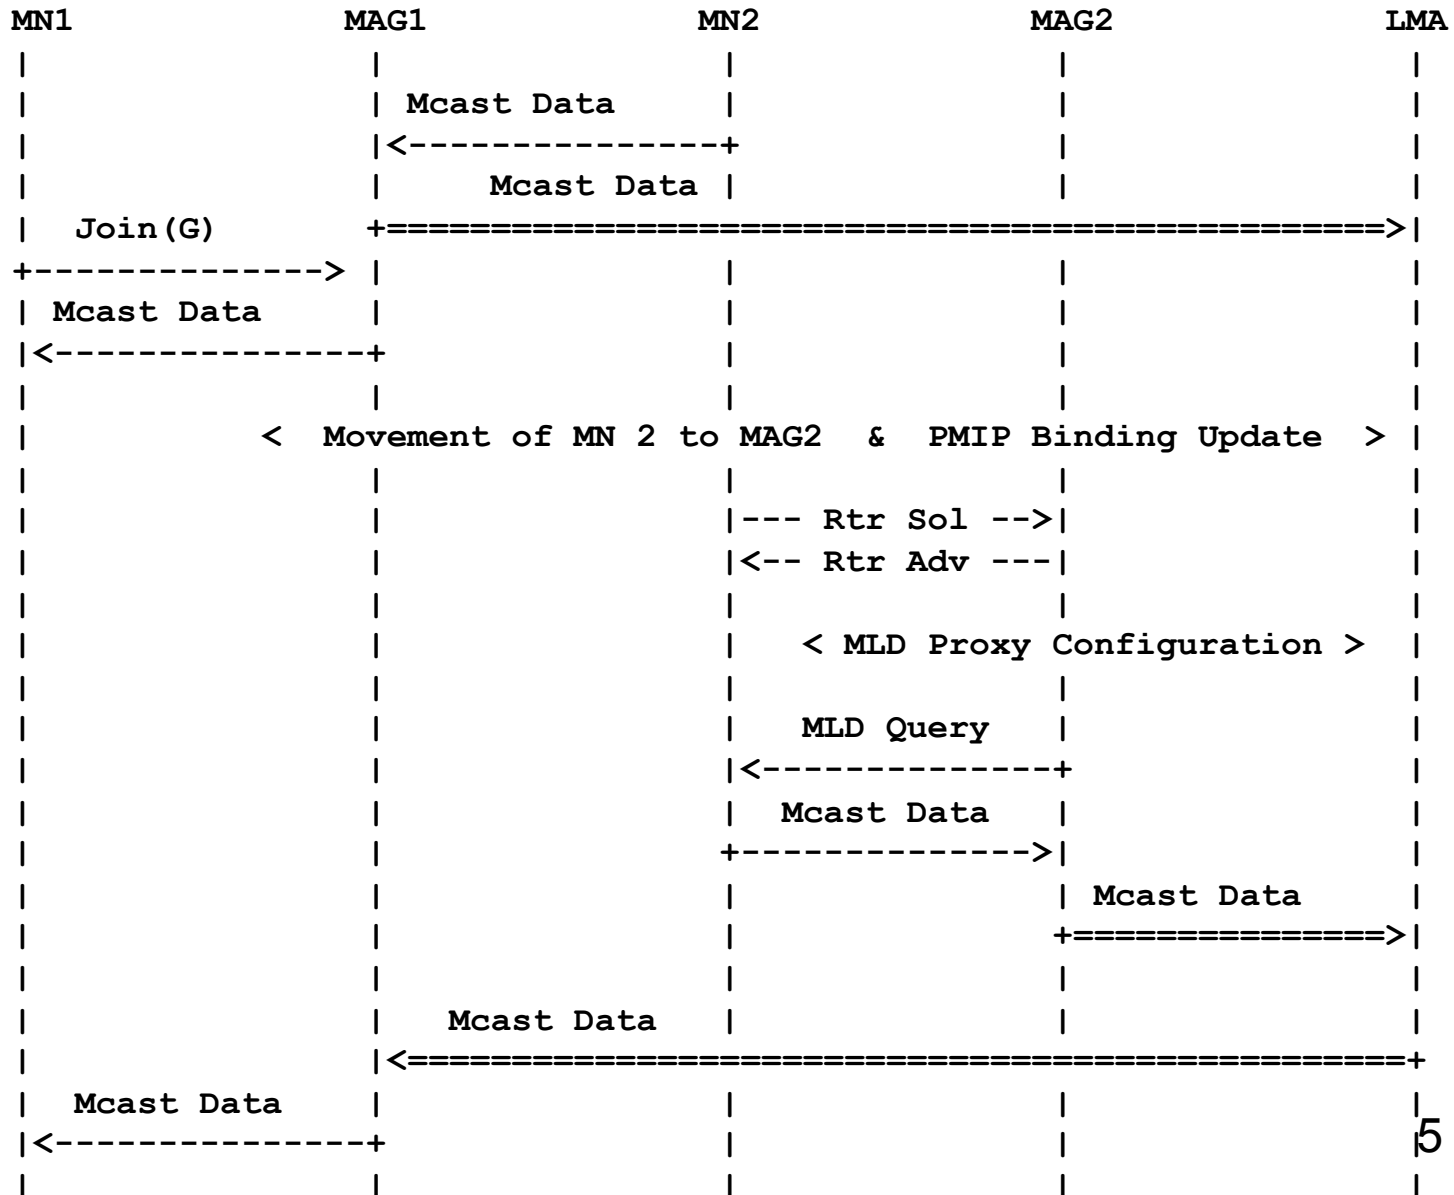 MN1 MAG1 MN2 MAG2 LMA
| | | | |
| | Mcast Data | | |
| |<---------------+ | |
| | Mcast Data | | |
| Join(G) +================================================>|
+--------------> | | | |
| Mcast Data | | | |
|<---------------+ | | |
| | | | |
| < Movement of MN 2 to MAG2 & PMIP Binding Update > |
| | | | |
| | |--- Rtr Sol -->| |
| | |<-- Rtr Adv ---| |
| | | | |
| | | < MLD Proxy Configuration > |
| | | | |
| | | MLD Query | |
| | |<--------------+ |
| | | Mcast Data | |
| | +-------------->| |
| | | | Mcast Data |
| | | +===============>|
| | | | |
| | Mcast Data | | |
| |<================================================+
| Mcast Data | | | |
|<---------------+ | | |5
| | | | |